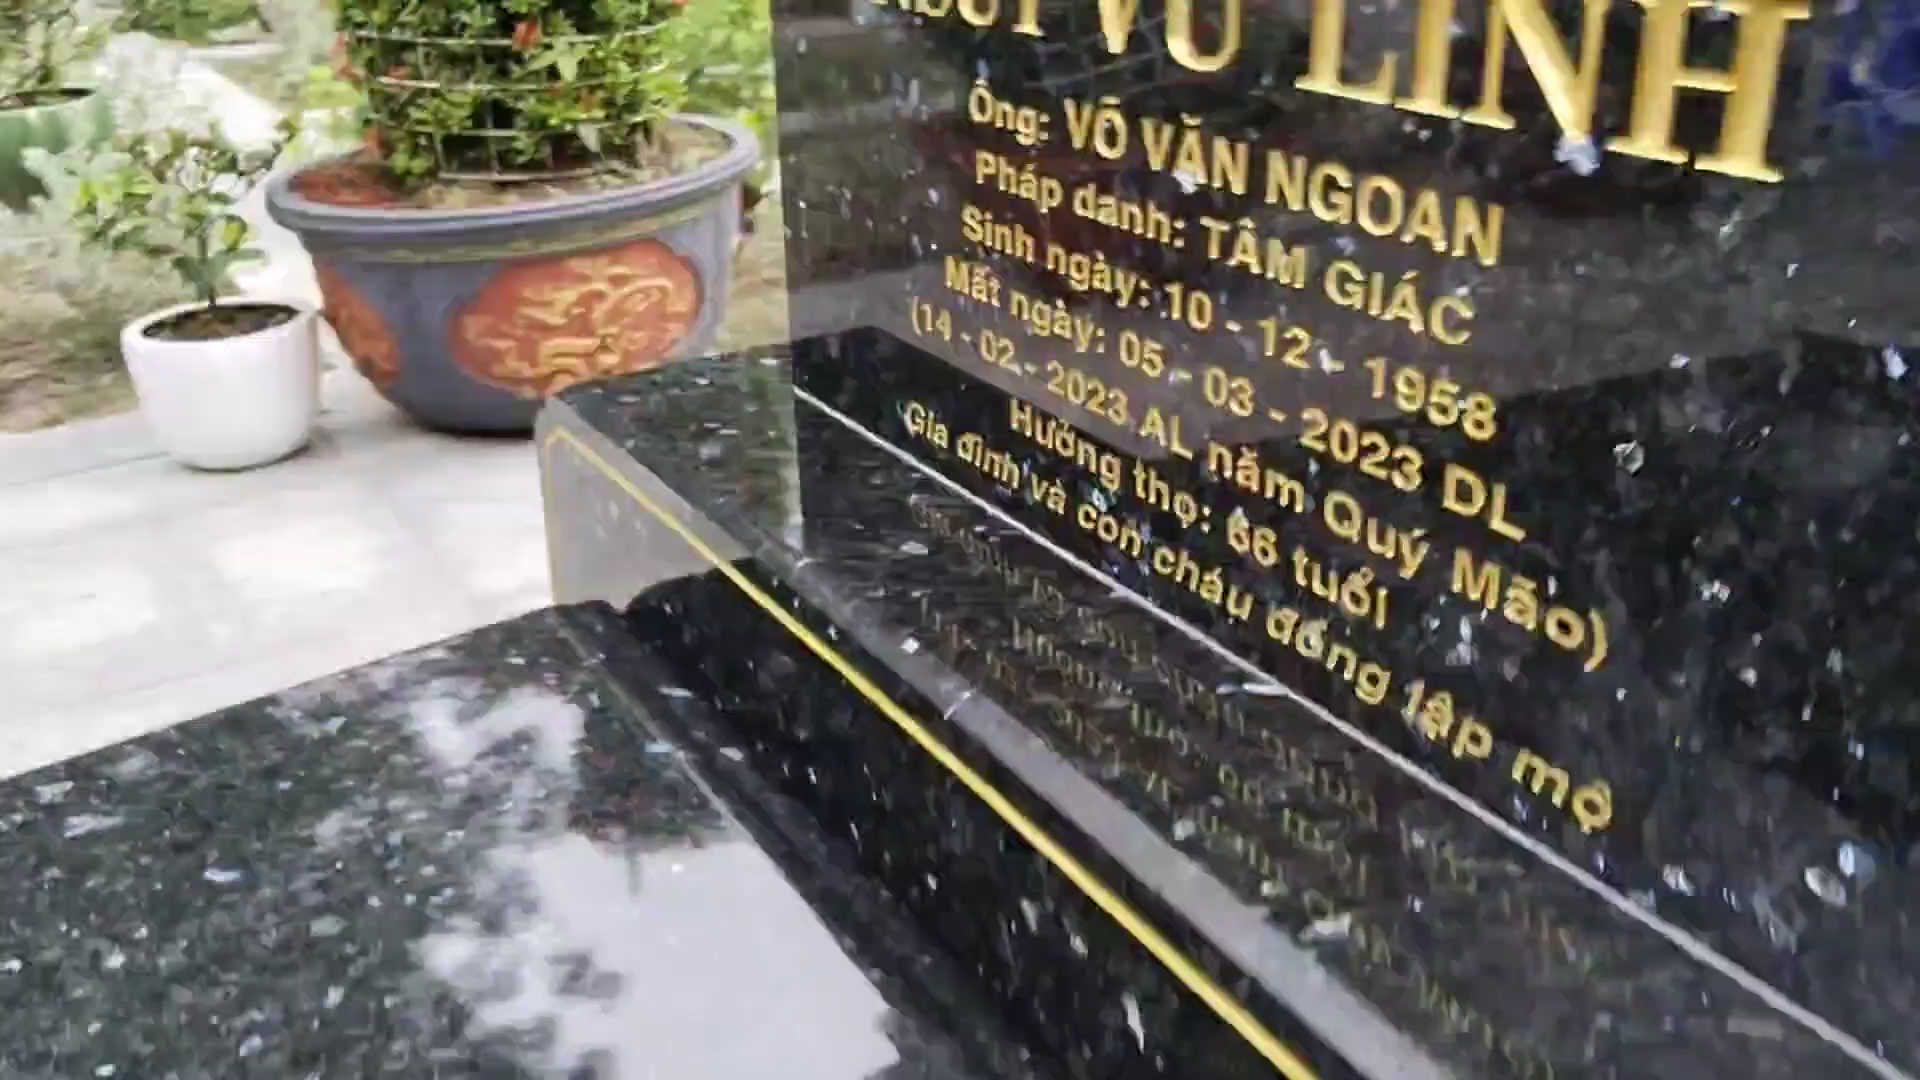 VŨ LINH
Ông: VÕ VĂN NGOAN
Pháp danh: TÂM GIÁC
Sinh ngày: 10 - 12 - 1958
Mất ngày: 05 - 03 - 2023 DL
(14 - 02 - 2023 AL năm Quý Mão)
Hưởng thọ: 66 tuổi
Gia đình và con cháu đồng lập mộ